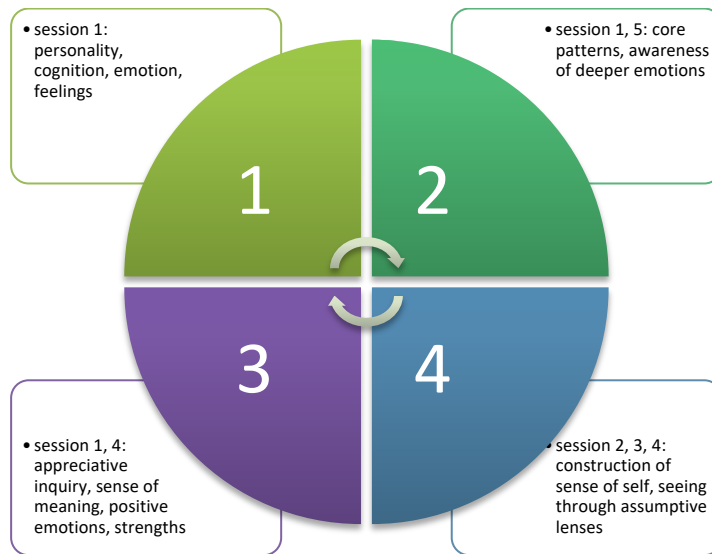 • session 1:
personality,
cognition, emotion,
feelings
• session 1, 5: core
patterns, awareness
of deeper emotions
1
2
3
4
• session 1, 4:
appreciative
inquiry, sense of
meaning, positive
emotions, strengths
• session 2, 3, 4:
construction of
sense of self, seeing
through assumptive
lenses